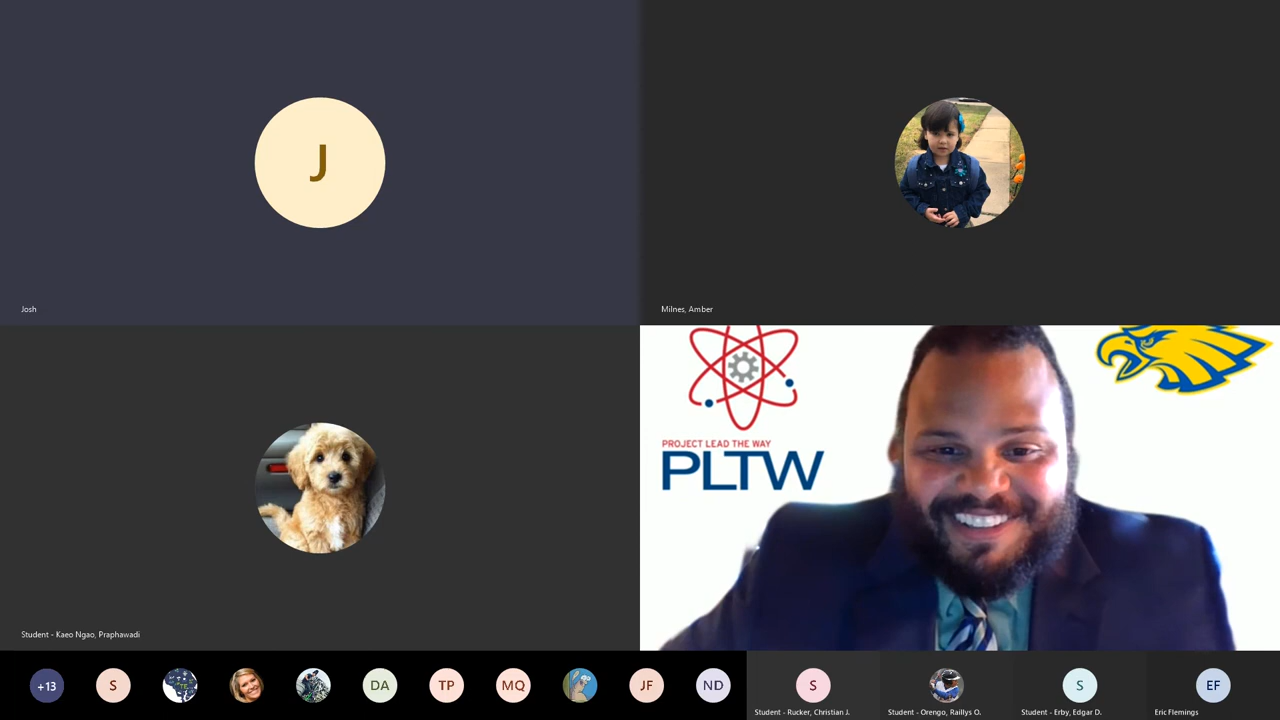 J
Josh
Milnes, Amber
Student - Kaeo Ngao, Praphawadi
PROJECT LEAD THE WAY
PLTW
+13
S
DA
TP
MQ
JF
ND
S
Student - Rucker, Christian J.
Student - Orengo, Raillys O.
S
Student - Erby, Edgar D.
EF
Eric Flemings